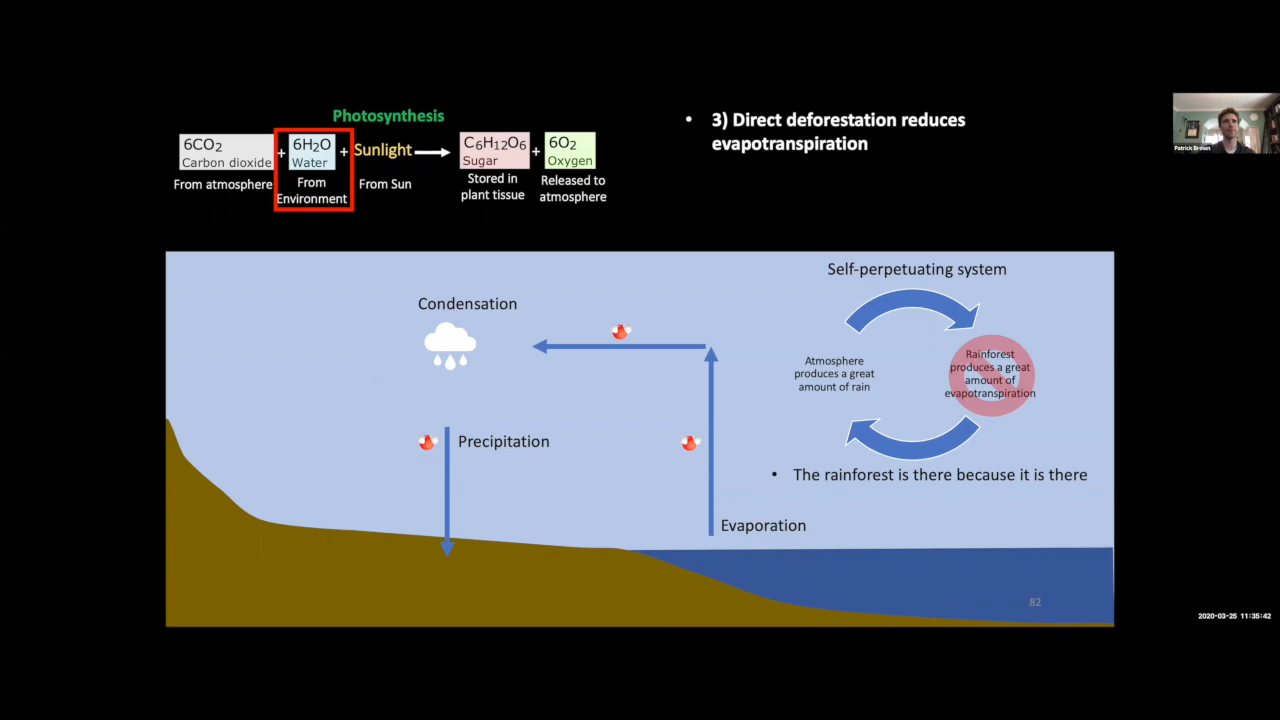 Photosynthesis
6CO2 + 6H2O + Sunlight → C6H12O6 + 6O2
Carbon dioxide Water Sugar Oxygen
From atmosphere
From
Environment
From Sun
Stored in
plant tissue
Released to
atmosphere
• 3) Direct deforestation reduces
evapotranspiration
Patrick Brown
Self-perpetuating system
Condensation
Atmosphere
produces a great
amount of rain
Rainforest
produces a great
amount of
evapotranspiration
Precipitation
• The rainforest is there because it is there
Evaporation
82
2020-03-25 11:35:42